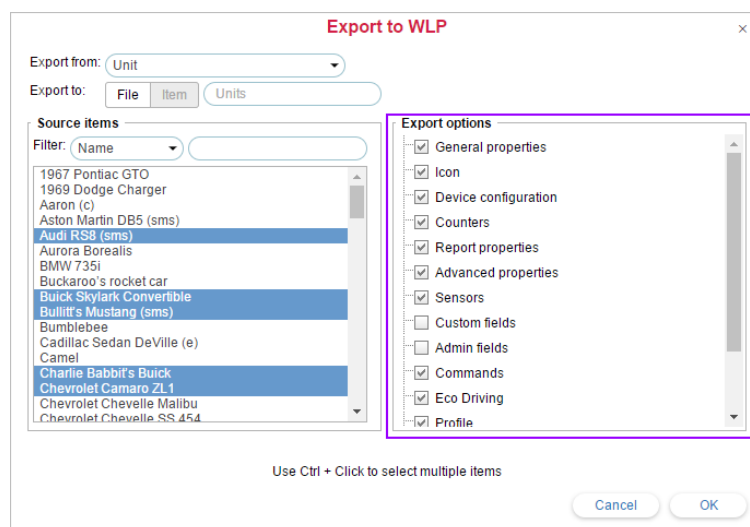 Export to WLP
×
Export from: Unit
Export to: File Item Units
Source items
Filter: Name
1967 Pontiac GTO
1969 Dodge Charger
Aaron (c)
Aston Martin DB5 (sms)
Audi RS8 (sms)
Aurora Borealis
BMW 735i
Buckaroo's rocket car
Buick Skylark Convertible
Bullitt's Mustang (sms)
Bumblebee
Cadillac Sedan DeVille (e)
Camel
Charlie Babbit's Buick
Chevrolet Camaro ZL1
Chevrolet Chevelle Malibu
Chevrolet Chevelle SS 454
Export options
General properties
Icon
Device configuration
Counters
Report properties
Advanced properties
Sensors
Custom fields
Admin fields
Commands
Eco Driving
Profile
Use Ctrl + Click to select multiple items
Cancel OK